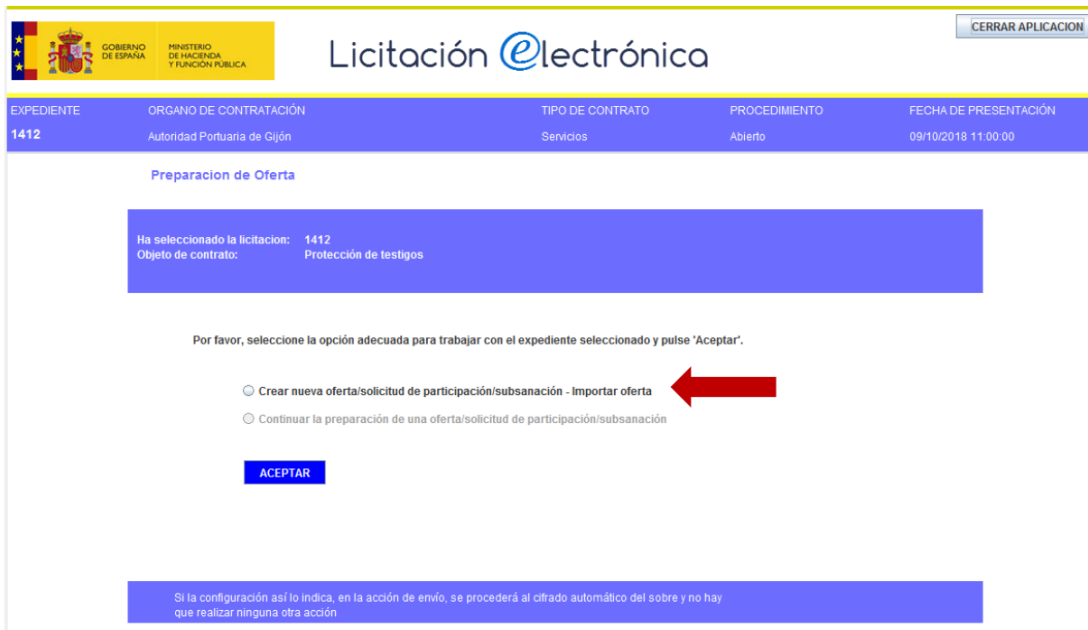 CERRAR APLICACION
GOBIERNO DE ESPAÑA
MINISTERIO DE HACIENDA Y FUNCIÓN PÚBLICA
Licitación electrónica
EXPEDIENTE ORGANO DE CONTRATACIÓN TIPO DE CONTRATO PROCEDIMIENTO FECHA DE PRESENTACIÓN
1412 Autoridad Portuaria de Gijón Servicios Abierto 09/10/2018 11:00:00
Preparacion de Oferta
Ha seleccionado la licitacion: 1412
Objeto de contrato: Protección de testigos
Por favor, seleccione la opción adecuada para trabajar con el expediente seleccionado y pulse 'Aceptar'.
Crear nueva oferta/solicitud de participación/subsanación - Importar oferta
Continuar la preparación de una oferta/solicitud de participación/subsanación
ACEPTAR
Si la configuración así lo indica, en la acción de envío, se procederá al cifrado automático del sobre y no hay
que realizar ninguna otra acción